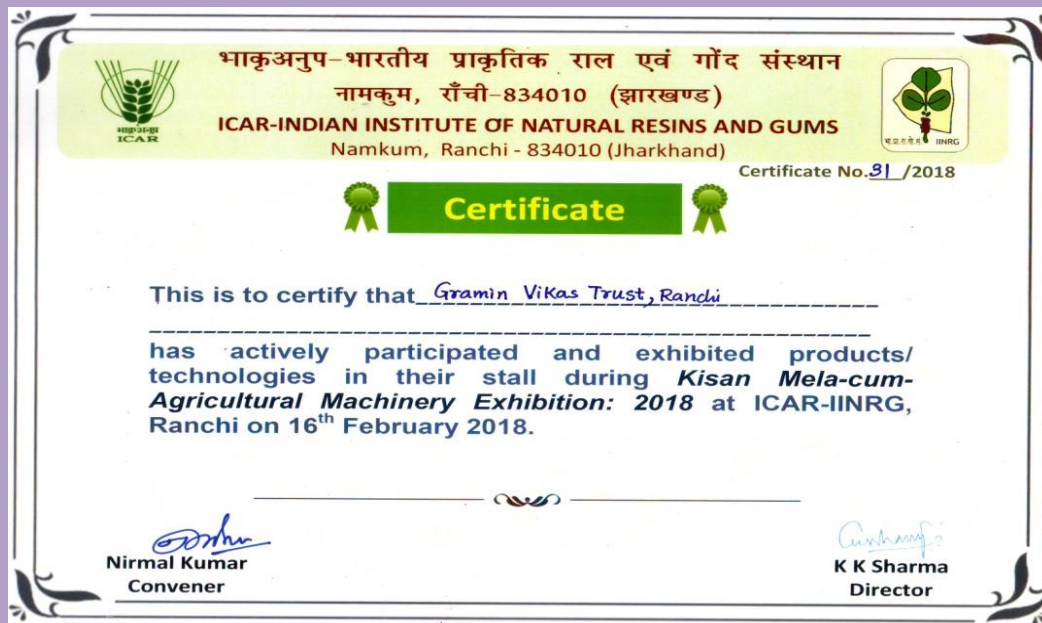 भाकृअनुप-भारतीय प्राकृतिक राल एवं गोंद संस्थान
नामकुम, राँची-834010 (झारखण्ड)
ICAR-INDIAN INSTITUTE OF NATURAL RESINS AND GUMS
Namkum, Ranchi - 834010 (Jharkhand)
भाकृअनुप
ICAR
IINRG
Certificate No.31/2018
Certificate
This is to certify that Gramin Vikas Trust, Ranchi
has actively participated and exhibited products/
technologies in their stall during Kisan Mela-cum-
Agricultural Machinery Exhibition: 2018 at ICAR-IINRG,
Ranchi on 16th February 2018.
Nirmal Kumar
Convener
K K Sharma
Director